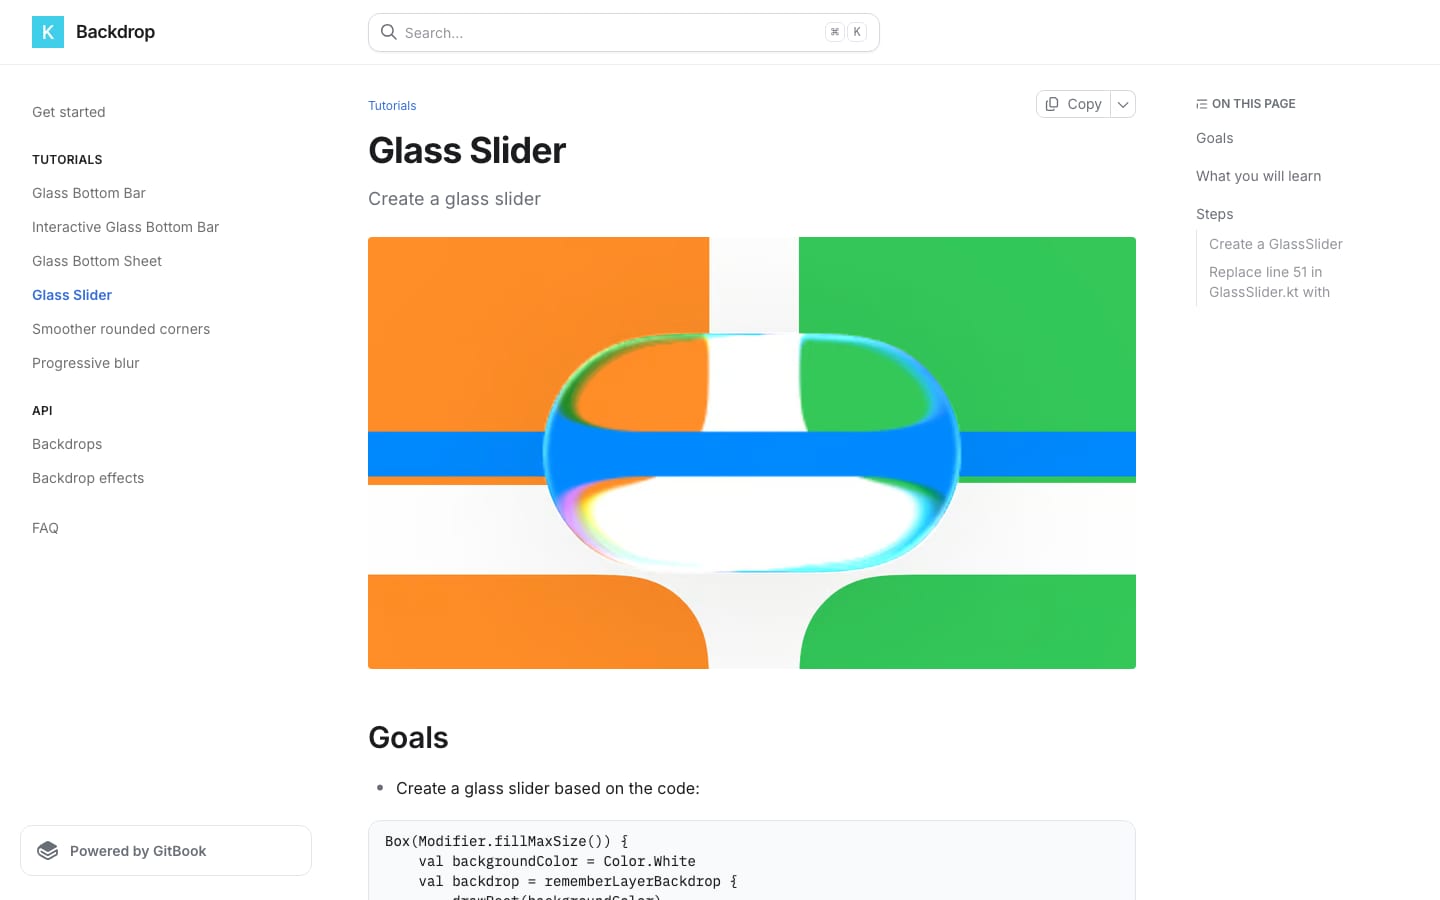 K
Backdrop
Search...
⌘ K
Get started
TUTORIALS
Glass Bottom Bar
Interactive Glass Bottom Bar
Glass Bottom Sheet
Glass Slider
Smoother rounded corners
Progressive blur
API
Backdrops
Backdrop effects
FAQ
Powered by GitBook
Tutorials
Copy
Glass Slider
Create a glass slider
Goals
Create a glass slider based on the code:
Box(Modifier.fillMaxSize()) {
    val backgroundColor = Color.White
    val backdrop = rememberLayerBackdrop {
        drawRect(backgroundColor)
ON THIS PAGE
Goals
What you will learn
Steps
Create a GlassSlider
Replace line 51 in
GlassSlider.kt with